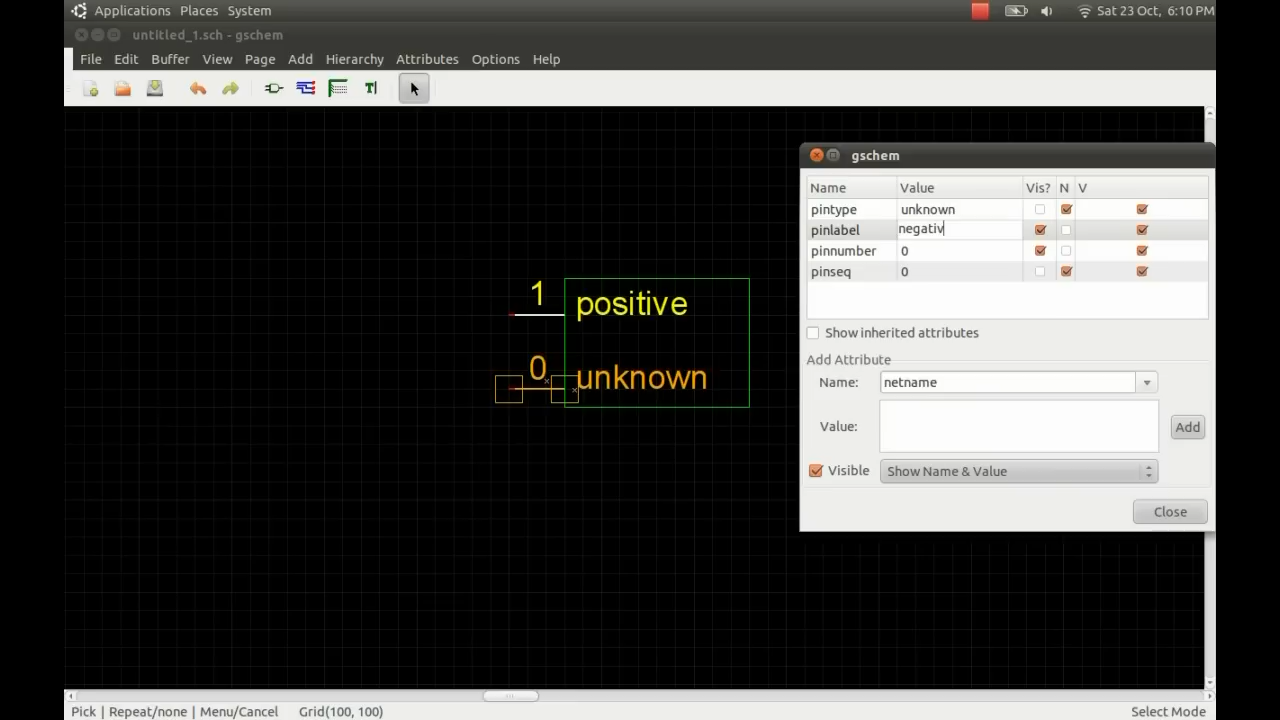 Applications Places System
Sat 23 Oct, 6:10 PM
untitled_1.sch - gschem
File Edit Buffer View Page Add Hierarchy Attributes Options Help
gschem
Name Value Vis? N V
pintype unknown
pinlabel negativ
pinnumber 0
pinseq 0
1 positive
0 unknown
Show inherited attributes
Add Attribute
Name: netname
Value:
Add
Visible Show Name & Value
Close
Pick | Repeat/none | Menu/Cancel Grid(100, 100) Select Mode